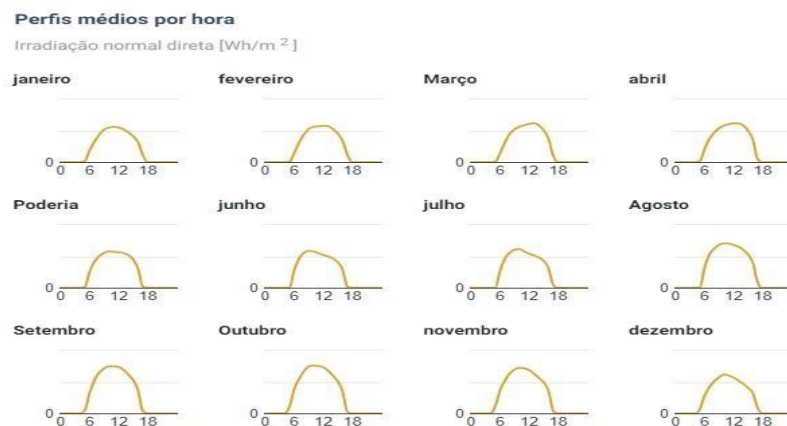 Perfis médios por hora
Irradiação normal direta [Wh/m ² ]
janeiro fevereiro Março abril
0 0 0 0
0 6 12 18 0 6 12 18 0 6 12 18 0 6 12 18
Poderia junho julho Agosto
0 0 0 0
0 6 12 18 0 6 12 18 0 6 12 18 0 6 12 18
Setembro Outubro novembro dezembro
0 0 0 0
0 6 12 18 0 6 12 18 0 6 12 18 0 6 12 18